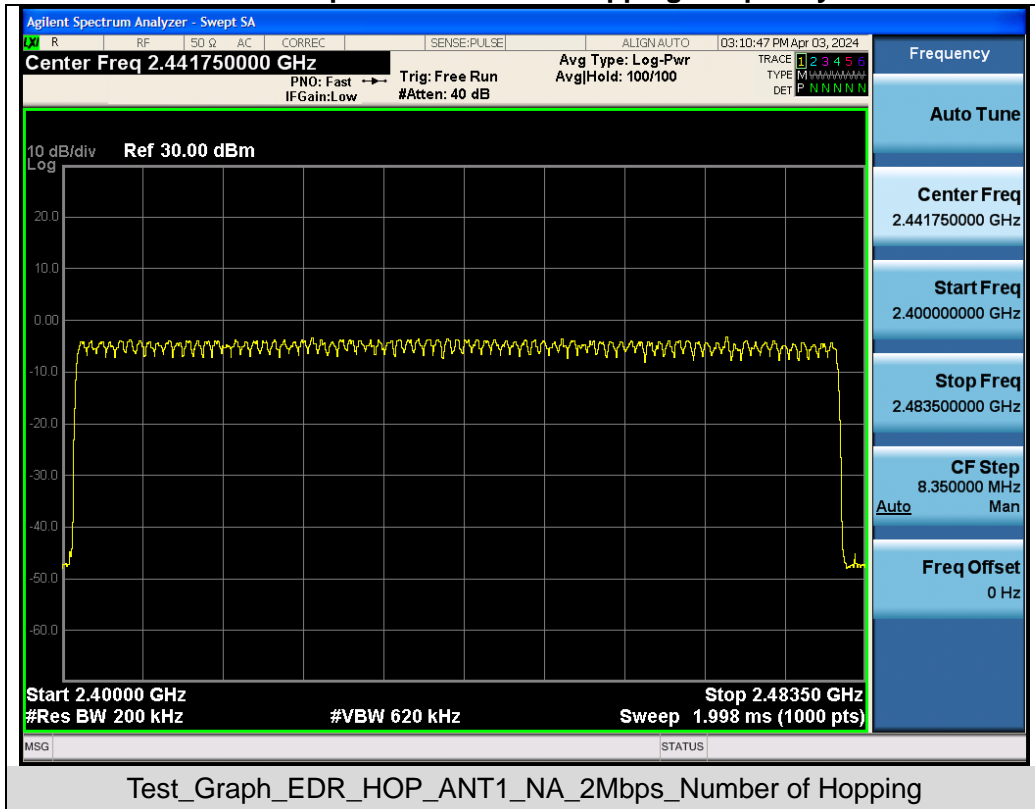 Agilent Spectrum Analyzer - Swept SA
LXI R RF 50 Ω AC CORREC SENSE:PULSE ALIGN AUTO 03:10:47 PM Apr 03, 2024
Center Freq 2.441750000 GHz
PNO: Fast
IFGain:Low
Trig: Free Run
#Atten: 40 dB
Avg Type: Log-Pwr
Avg|Hold: 100/100
TRACE 1 2 3 4 5 6
TYPE M
DET P N N N N N
10 dB/div
Log
Ref 30.00 dBm
20.0
10.0
0.00
-10.0
-20.0
-30.0
-40.0
-50.0
-60.0
Start 2.40000 GHz
Stop 2.48350 GHz
#Res BW 200 kHz
#VBW 620 kHz
Sweep 1.998 ms (1000 pts)
MSG
STATUS
Frequency
Auto Tune
Center Freq
2.441750000 GHz
Start Freq
2.400000000 GHz
Stop Freq
2.483500000 GHz
CF Step
8.350000 MHz
Auto Man
Freq Offset
0 Hz
Test_Graph_EDR_HOP_ANT1_NA_2Mbps_Number of Hopping